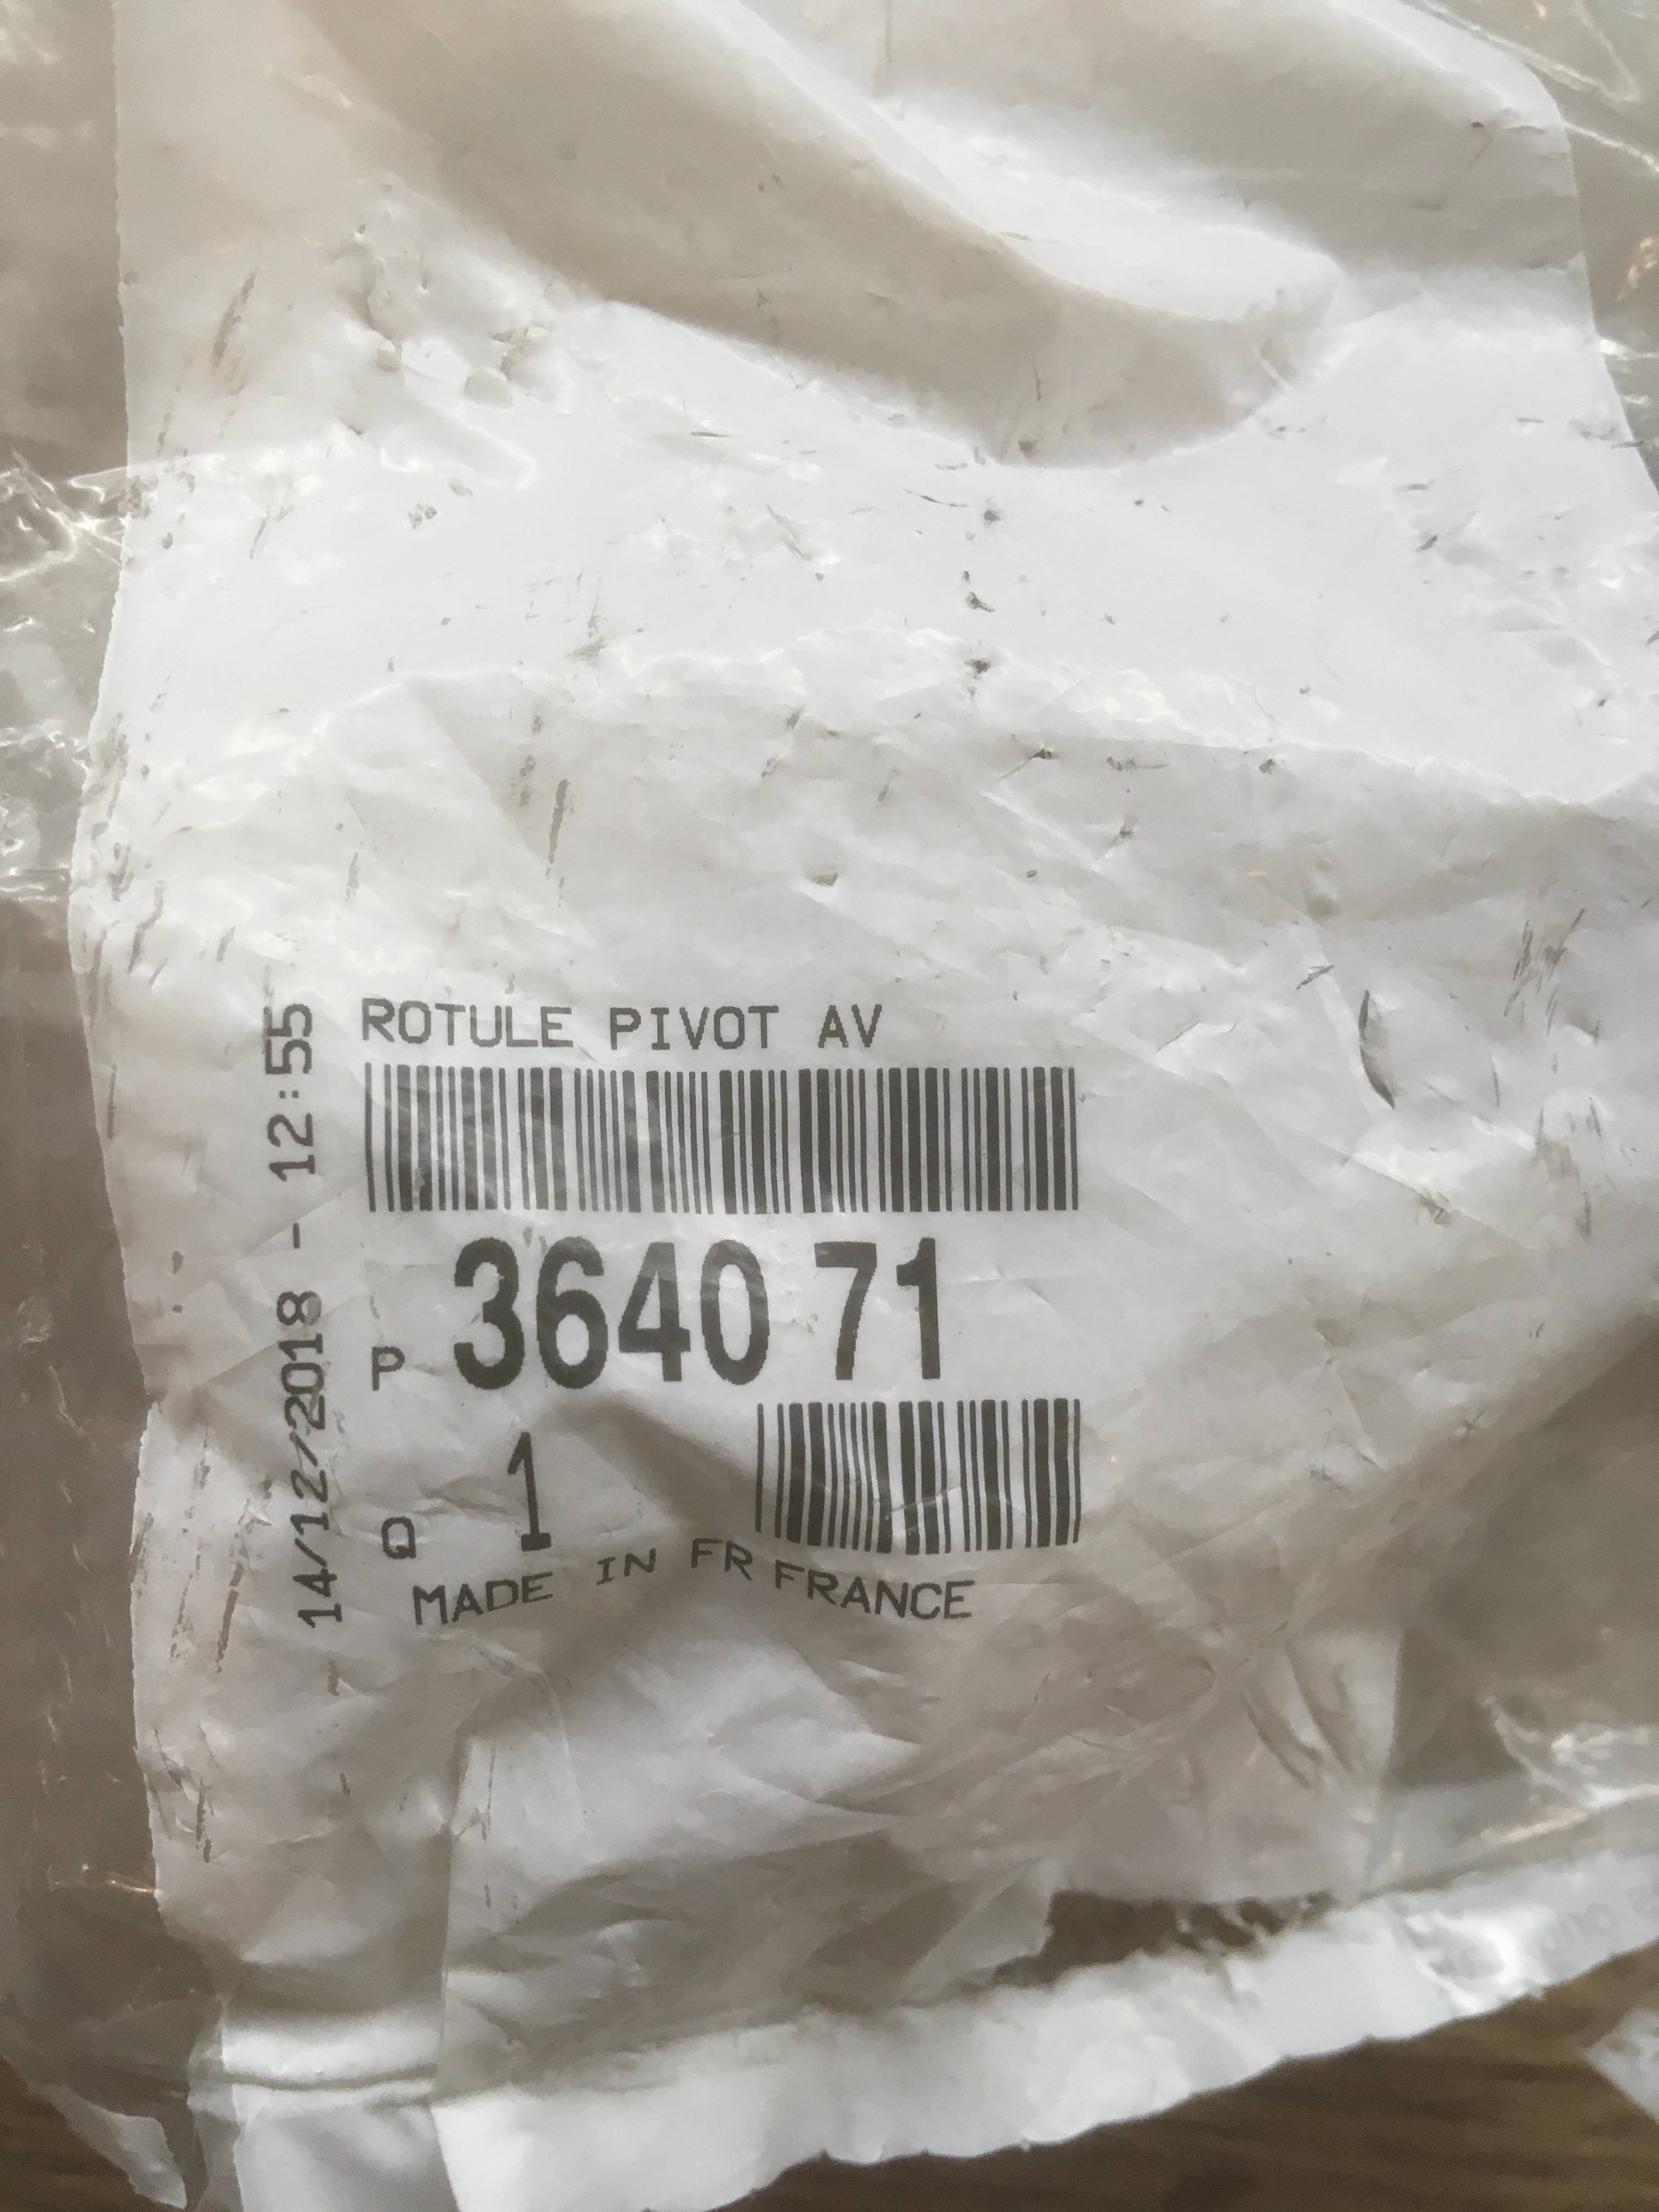 ROTULE PIVOT AV
P 3640 71
Q 1
MADE IN FR FRANCE
14/12/2018 - 12:55